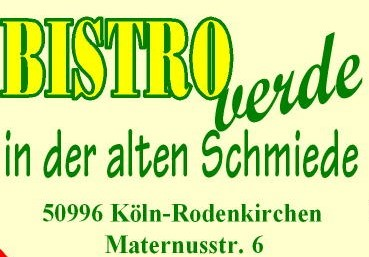 BISTRO verde
in der alten Schmiede
50996 Köln-Rodenkirchen
Maternusstr. 6